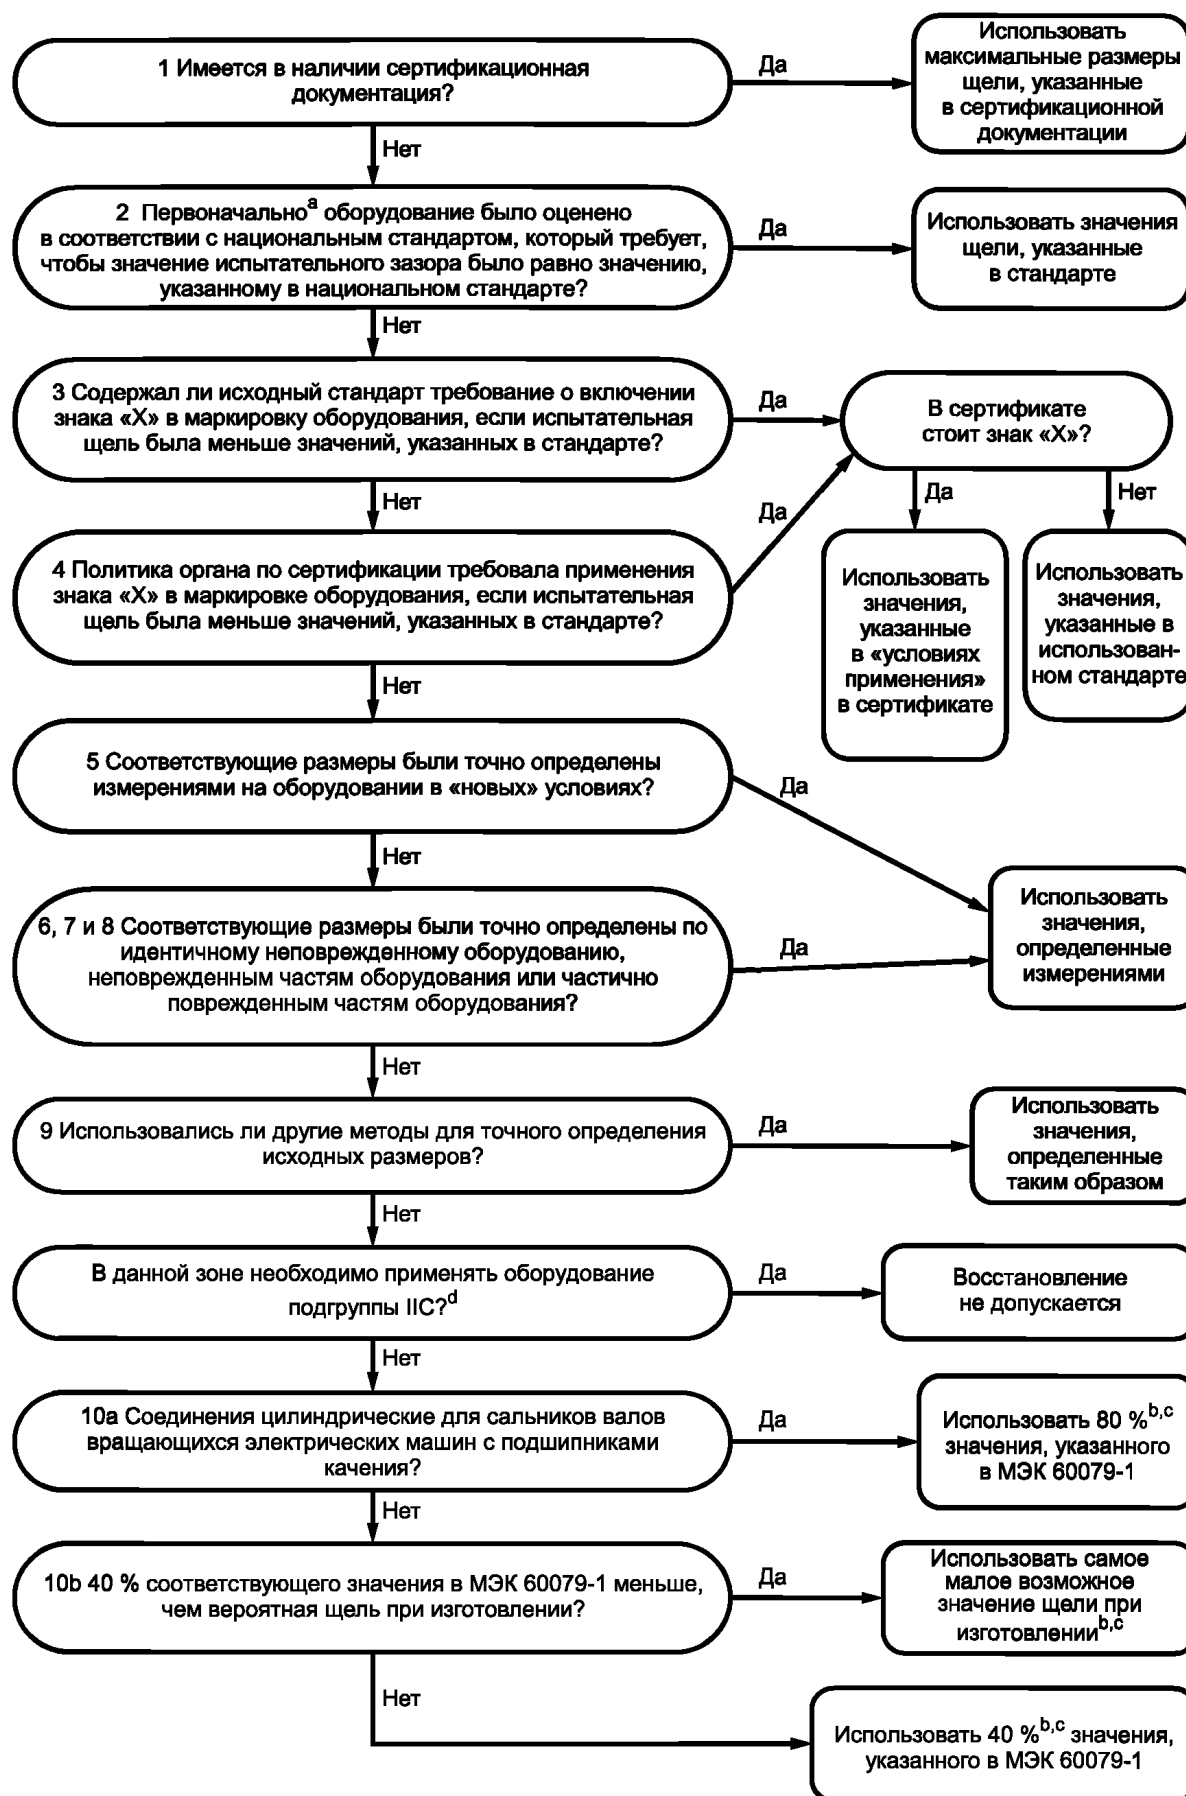 1 Имеется в наличии сертификационная
документация?
Да
Использовать
максимальные размеры
щели, указанные
в сертификационной
документации
Нет
2 Первоначально^a оборудование было оценено
в соответствии с национальным стандартом, который требует,
чтобы значение испытательного зазора было равно значению,
указанному в национальном стандарте?
Да
Использовать значения
щели, указанные
в стандарте
Нет
3 Содержал ли исходный стандарт требование о включении
знака «X» в маркировку оборудования, если испытательная
щель была меньше значений, указанных в стандарте?
Да
В сертификате
стоит знак «X»?
Нет
Да
Да
Нет
4 Политика органа по сертификации требовала применения
знака «X» в маркировке оборудования, если испытательная
щель была меньше значений, указанных в стандарте?
Использовать
значения,
указанные
в «условиях
применения»
в сертификате
Использовать
значения,
указанные в
использован-
ном стандарте
Нет
5 Соответствующие размеры были точно определены
измерениями на оборудовании в «новых» условиях?
Да
Нет
6, 7 и 8 Соответствующие размеры были точно определены по
идентичному неповрежденному оборудованию,
неповрежденным частям оборудования или частично
поврежденным частям оборудования?
Да
Использовать
значения,
определенные
измерениями
Нет
9 Использовались ли другие методы для точного определения
исходных размеров?
Да
Использовать
значения,
определенные
таким образом
Нет
В данной зоне необходимо применять оборудование
подгруппы IIC?^d
Да
Восстановление
не допускается
Нет
10a Соединения цилиндрические для сальников валов
вращающихся электрических машин с подшипниками
качения?
Да
Использовать 80 %^b,c
значения, указанного
в МЭК 60079-1
Нет
10b 40 % соответствующего значения в МЭК 60079-1 меньше,
чем вероятная щель при изготовлении?
Да
Использовать самое
малое возможное
значение щели при
изготовлении^b,c
Нет
Использовать 40 %^b,c значения,
указанного в МЭК 60079-1